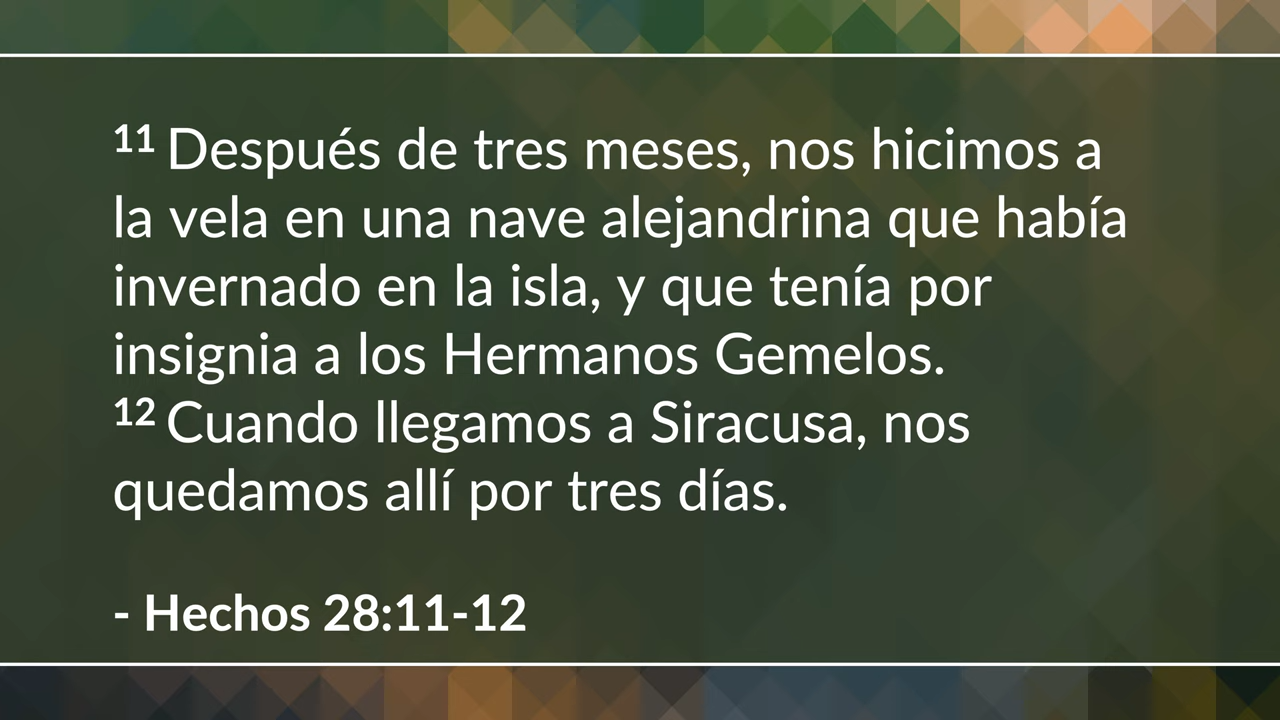 11 Después de tres meses, nos hicimos a
la vela en una nave alejandrina que había
invernado en la isla, y que tenía por
insignia a los Hermanos Gemelos.
12 Cuando llegamos a Siracusa, nos
quedamos allí por tres días.
- Hechos 28:11-12